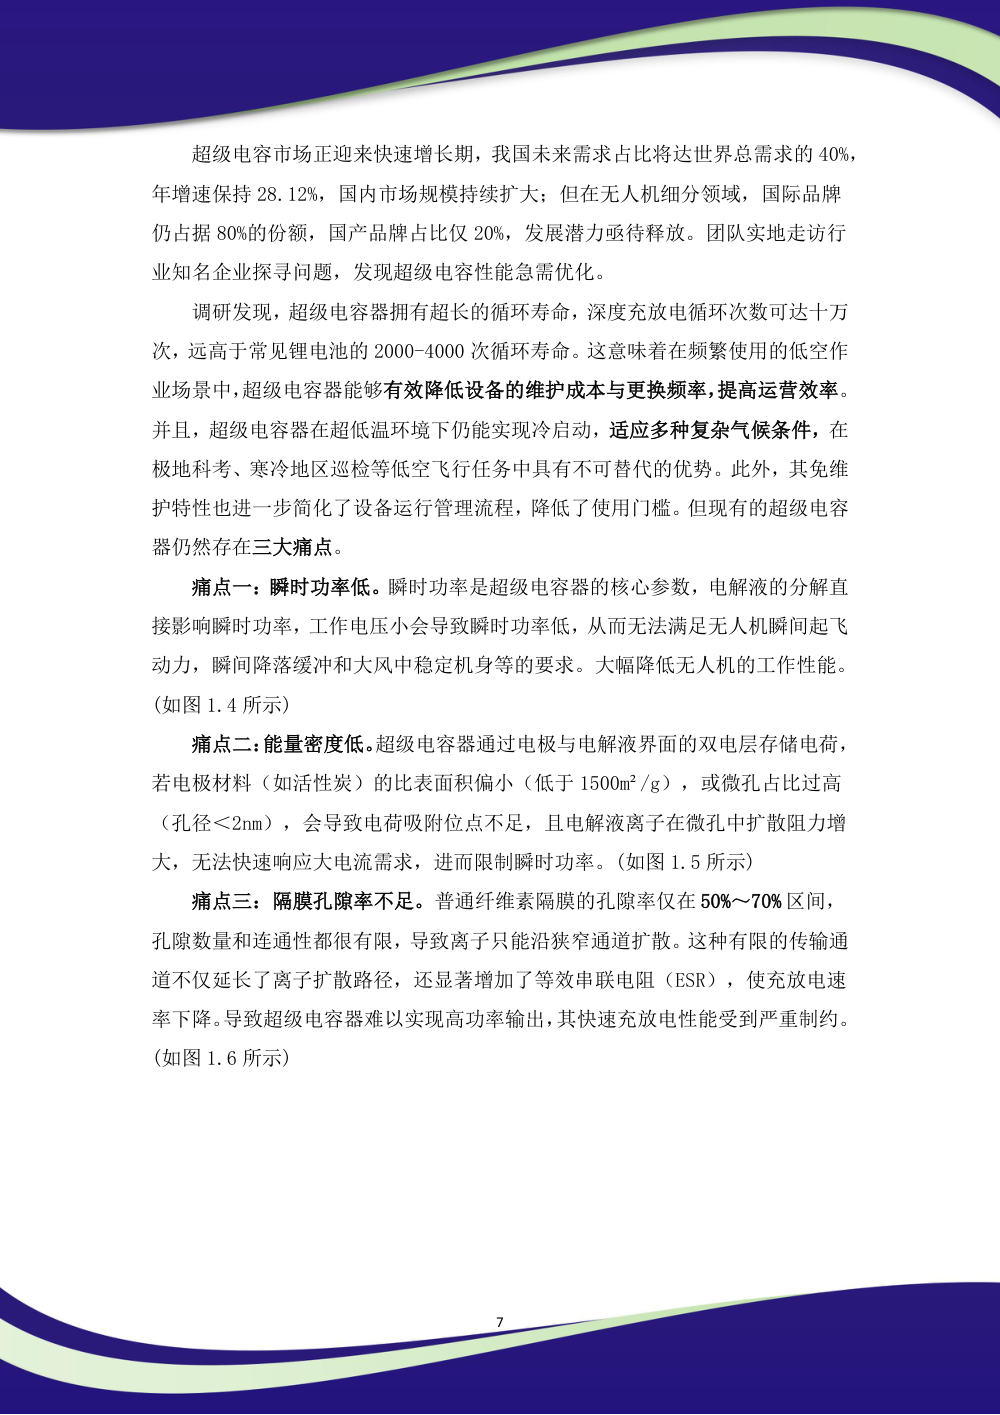 超级电容市场正迎来快速增长期，我国未来需求占比将达世界总需求的 40%，
年增速保持 28.12%，国内市场规模持续扩大；但在无人机细分领域，国际品牌
仍占据 80%的份额，国产品牌占比仅 20%，发展潜力亟待释放。团队实地走访行
业知名企业探寻问题，发现超级电容性能急需优化。
调研发现，超级电容器拥有超长的循环寿命，深度充放电循环次数可达十万
次，远高于常见锂电池的 2000-4000 次循环寿命。这意味着在频繁使用的低空作
业场景中，超级电容器能够有效降低设备的维护成本与更换频率，提高运营效率。
并且，超级电容器在超低温环境下仍能实现冷启动，适应多种复杂气候条件，在
极地科考、寒冷地区巡检等低空飞行任务中具有不可替代的优势。此外，其免维
护特性也进一步简化了设备运行管理流程，降低了使用门槛。但现有的超级电容
器仍然存在三大痛点。
痛点一：瞬时功率低。瞬时功率是超级电容器的核心参数，电解液的分解直
接影响瞬时功率，工作电压小会导致瞬时功率低，从而无法满足无人机瞬间起飞
动力，瞬间降落缓冲和大风中稳定机身等的要求。大幅降低无人机的工作性能。
(如图 1.4 所示)
痛点二：能量密度低。超级电容器通过电极与电解液界面的双电层存储电荷，
若电极材料（如活性炭）的比表面积偏小（低于 1500m²/g），或微孔占比过高
（孔径＜2nm），会导致电荷吸附位点不足，且电解液离子在微孔中扩散阻力增
大，无法快速响应大电流需求，进而限制瞬时功率。(如图 1.5 所示)
痛点三：隔膜孔隙率不足。普通纤维素隔膜的孔隙率仅在 50%～70% 区间，
孔隙数量和连通性都很有限，导致离子只能沿狭窄通道扩散。这种有限的传输通
道不仅延长了离子扩散路径，还显著增加了等效串联电阻（ESR），使充放电速
率下降。导致超级电容器难以实现高功率输出，其快速充放电性能受到严重制约。
(如图 1.6 所示)
7